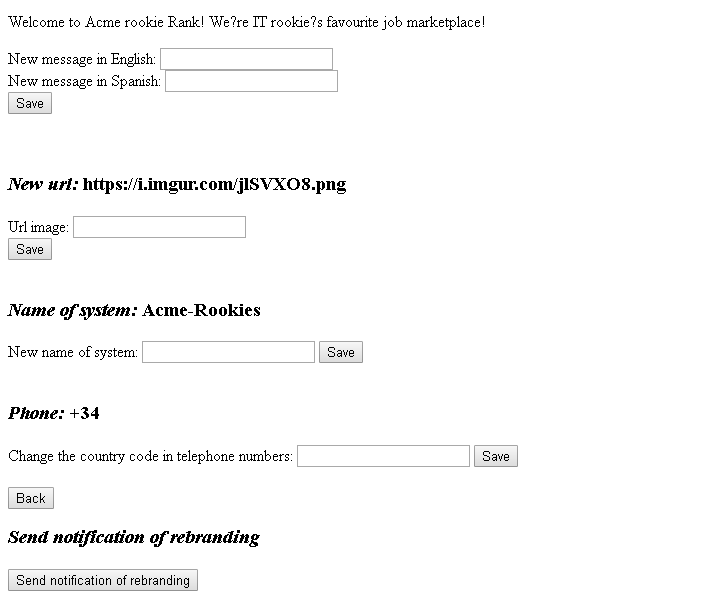 Welcome to Acme rookie Rank! We?re IT rookie?s favourite job marketplace!
New message in English:
New message in Spanish:
Save
New url: https://i.imgur.com/jlSVXO8.png
Url image:
Save
Name of system: Acme-Rookies
New name of system: Save
Phone: +34
Change the country code in telephone numbers: Save
Back
Send notification of rebranding
Send notification of rebranding